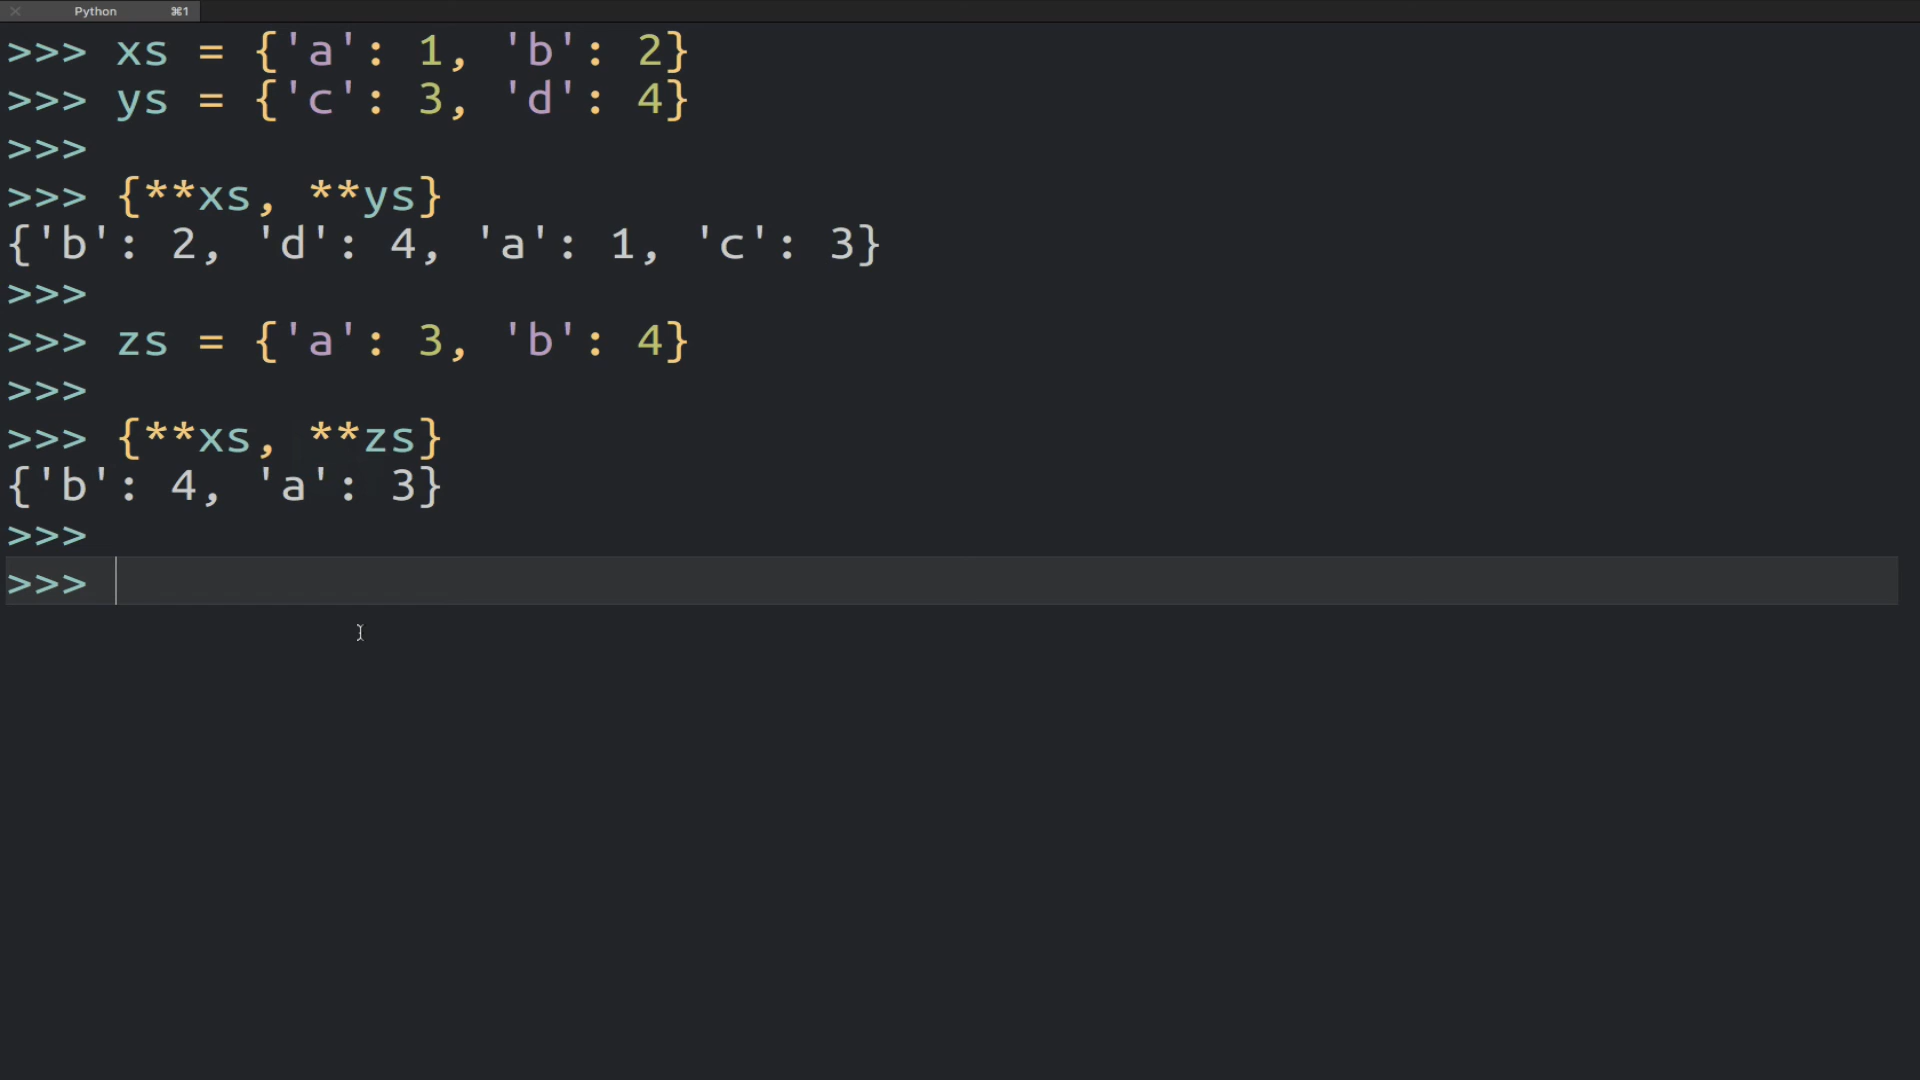 Python ⌘1
>>> xs = {'a': 1, 'b': 2}
>>> ys = {'c': 3, 'd': 4}
>>>
>>> {**xs, **ys}
{'b': 2, 'd': 4, 'a': 1, 'c': 3}
>>>
>>> zs = {'a': 3, 'b': 4}
>>>
>>> {**xs, **zs}
{'b': 4, 'a': 3}
>>>
>>>